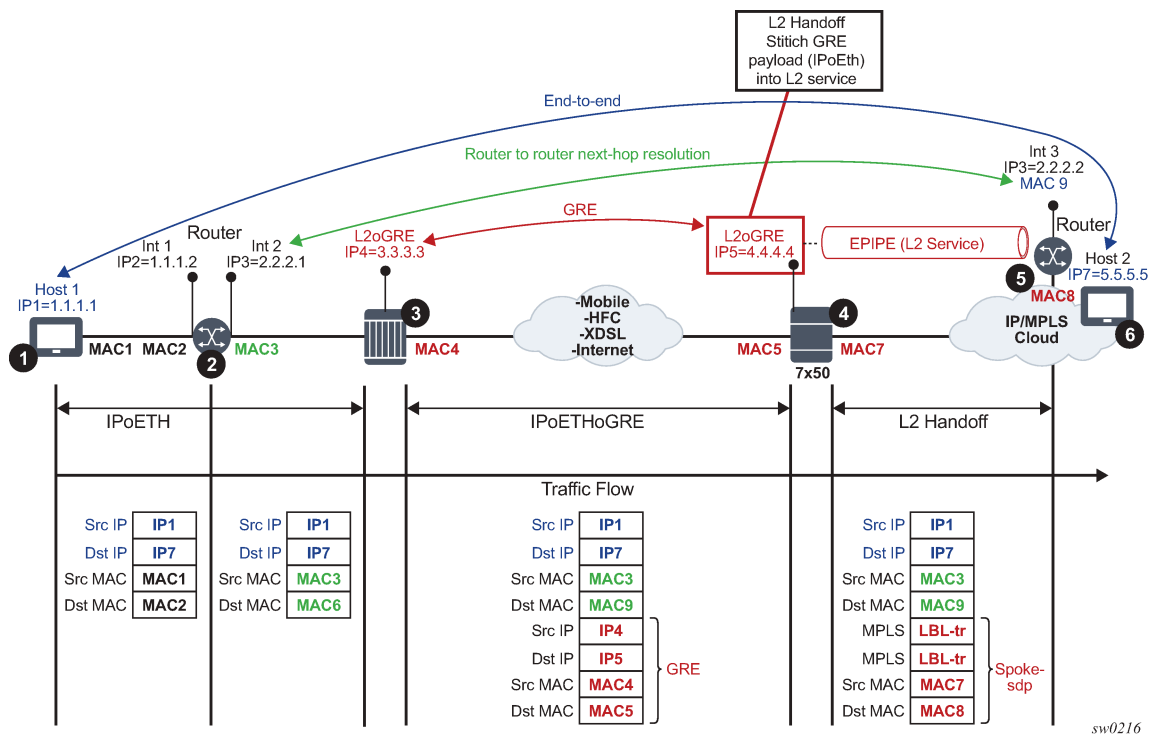 L2 Handoff
Stitich GRE
payload (IPoEth)
into L2 service
End-to-end
Router to router next-hop resolution
Int 3
IP3=2.2.2.2
MAC 9
GRE
Router
Int 1
IP2=1.1.1.2
Int 2
IP3=2.2.2.1
L2oGRE
IP4=3.3.3.3
L2oGRE
IP5=4.4.4.4
EPIPE (L2 Service)
Router
Host 1
IP1=1.1.1.1
Host 2
IP7=5.5.5.5
5
MAC8
3
4
-Mobile
-HFC
-XDSL
-Internet
IP/MPLS
Cloud
6
1
MAC1
MAC2
MAC3
2
MAC4
MAC5
MAC7
7x50
IPoETH
IPoETHoGRE
L2 Handoff
Traffic Flow
Src IP IP1
Dst IP IP7
Src MAC MAC1
Dst MAC MAC2
Src IP IP1
Dst IP IP7
Src MAC MAC3
Dst MAC MAC6
Src IP IP1
Dst IP IP7
Src MAC MAC3
Dst MAC MAC9
Src IP IP4
Dst IP IP5
Src MAC MAC4
Dst MAC MAC5
GRE
Src IP IP1
Dst IP IP7
Src MAC MAC3
Dst MAC MAC9
MPLS LBL-tr
MPLS LBL-tr
Src MAC MAC7
Dst MAC MAC8
Spoke-
sdp
sw0216